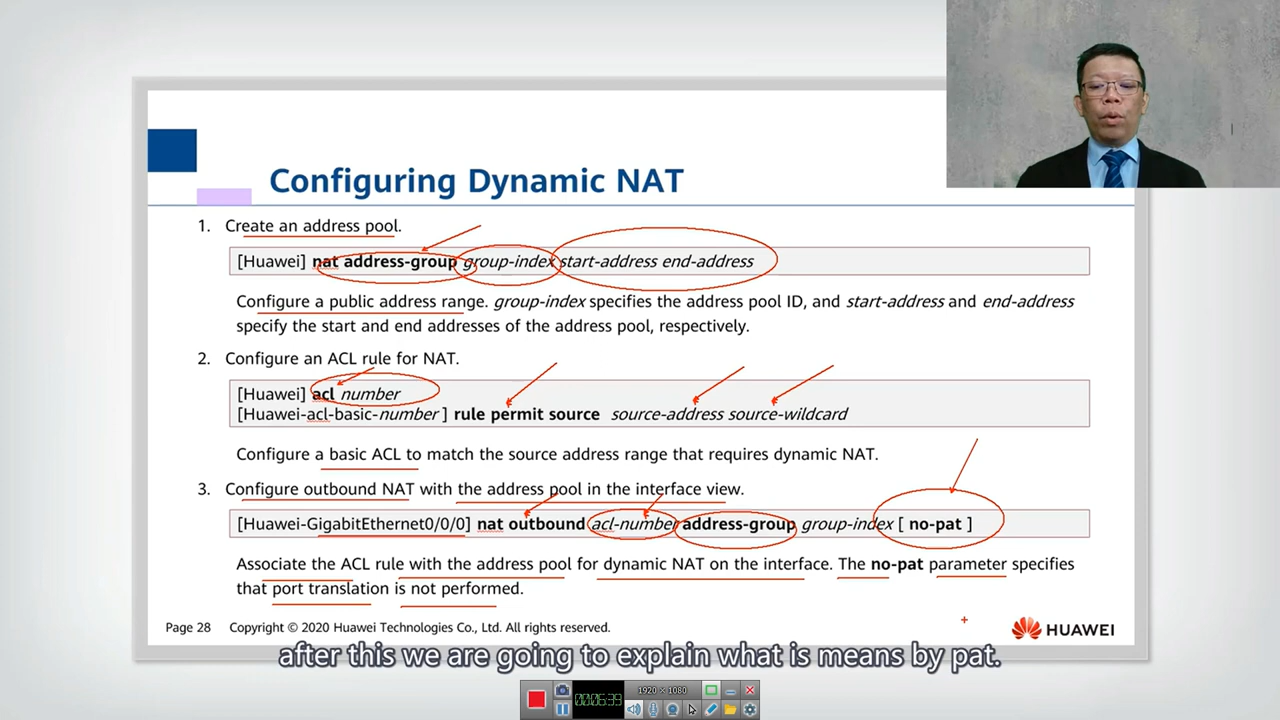 Configuring Dynamic NAT
1. Create an address pool.
[Huawei] nat address-group group-index start-address end-address
Configure a public address range. group-index specifies the address pool ID, and start-address and end-address
specify the start and end addresses of the address pool, respectively.
2. Configure an ACL rule for NAT.
[Huawei] acl number
[Huawei-acl-basic-number ] rule permit source source-address source-wildcard
Configure a basic ACL to match the source address range that requires dynamic NAT.
3. Configure outbound NAT with the address pool in the interface view.
[Huawei-GigabitEthernet0/0/0] nat outbound acl-number address-group group-index [ no-pat ]
Associate the ACL rule with the address pool for dynamic NAT on the interface. The no-pat parameter specifies
that port translation is not performed.
Page 28 Copyright © 2020 Huawei Technologies Co., Ltd. All rights reserved.
HUAWEI
after this we are going to explain what is means by pat.
1920 × 1080
00:06:39